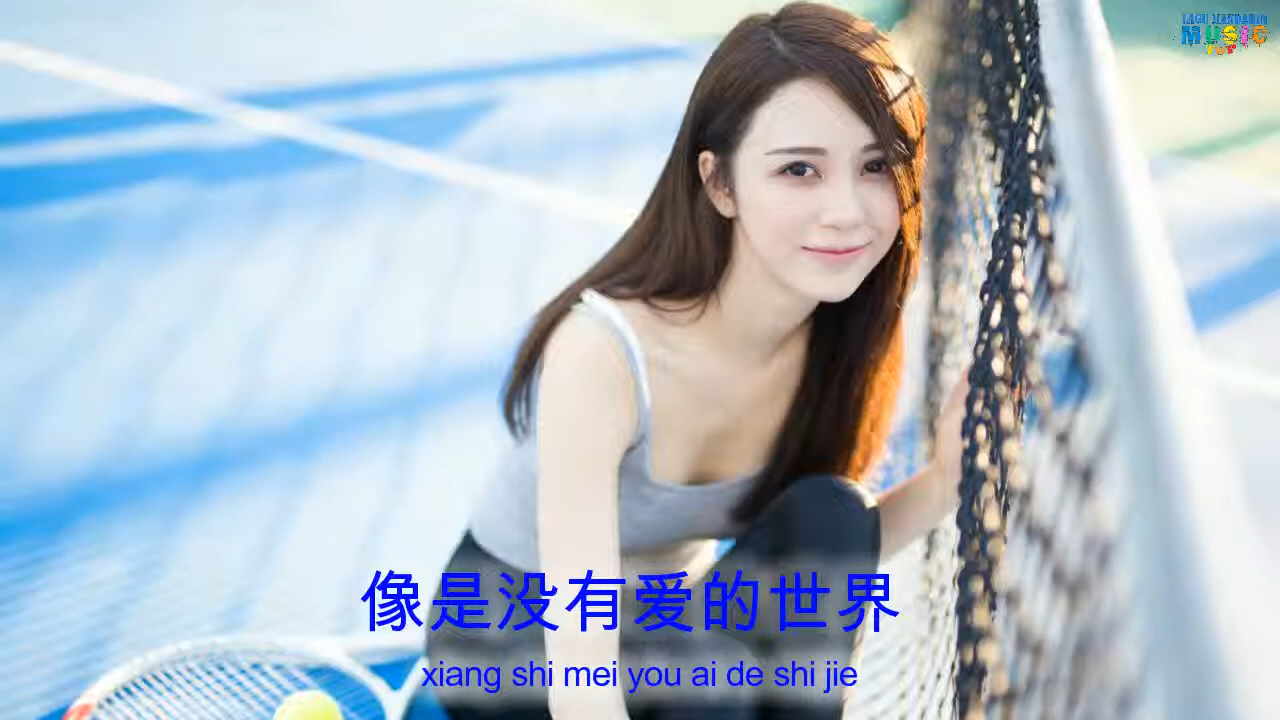 LAGU MANDARIN
MUSIC
TOP
像是没有爱的世界
xiang shi mei you ai de shi jie